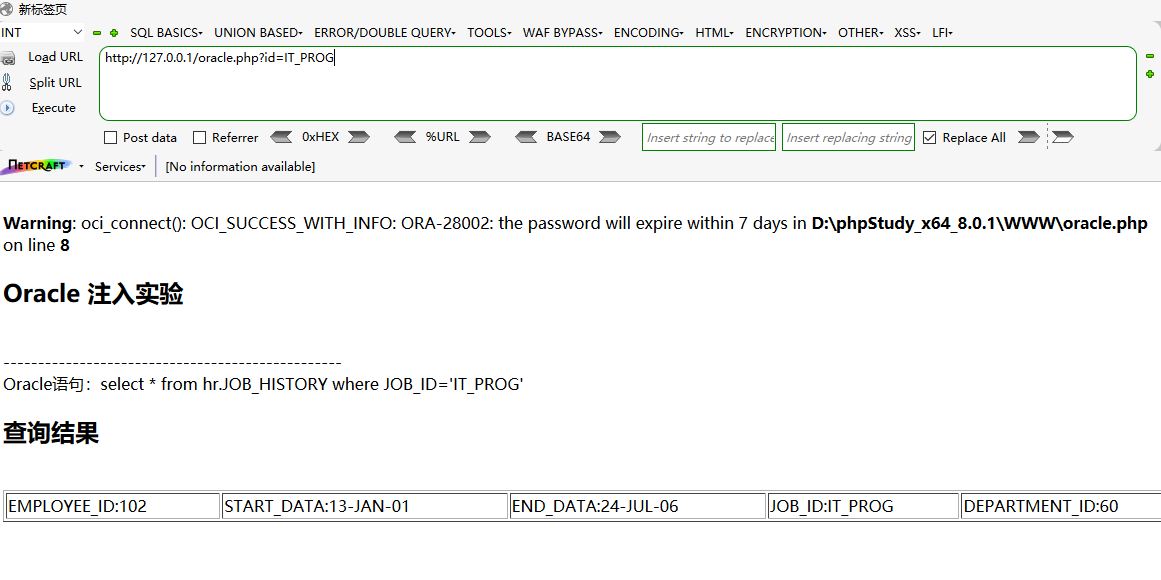 新标签页
INT SQL BASICS UNION BASED ERROR/DOUBLE QUERY TOOLS WAF BYPASS ENCODING HTML ENCRYPTION OTHER XSS LFI
Load URL http://127.0.0.1/oracle.php?id=IT_PROG
Split URL
Execute
Post data Referrer 0xHEX %URL BASE64 Insert string to replace Insert replacing string Replace All
NETCRAFT Services [No information available]
Warning: oci_connect(): OCI_SUCCESS_WITH_INFO: ORA-28002: the password will expire within 7 days in D:\phpStudy_x64_8.0.1\WWW\oracle.php
on line 8
Oracle 注入实验
-------------------------------------------------
Oracle语句：select * from hr.JOB_HISTORY where JOB_ID='IT_PROG'
查询结果
EMPLOYEE_ID:102 START_DATA:13-JAN-01 END_DATA:24-JUL-06 JOB_ID:IT_PROG DEPARTMENT_ID:60